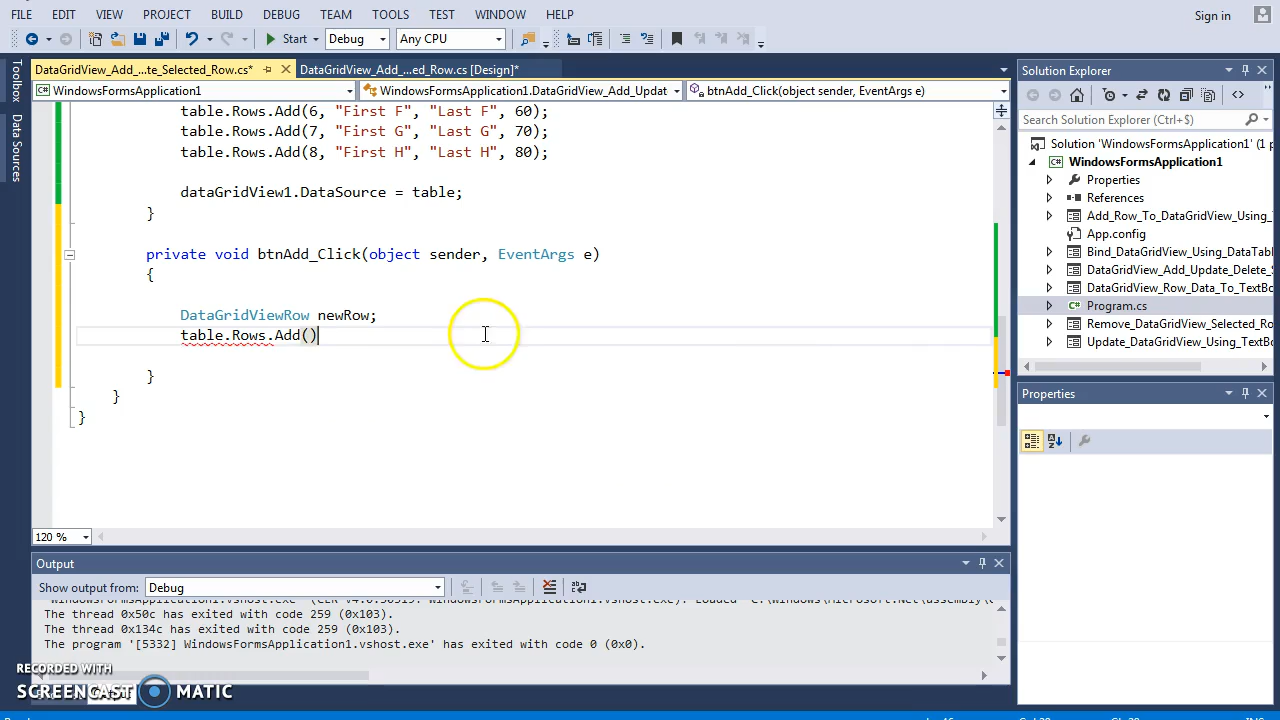 FILE EDIT VIEW PROJECT BUILD DEBUG TEAM TOOLS TEST WINDOW HELP Sign in
Start Debug Any CPU
DataGridView_Add_...te_Selected_Row.cs* DataGridView_Add_...ed_Row.cs [Design]*
WindowsFormsApplication1 WindowsFormsApplication1.DataGridView_Add_Updat btnAdd_Click(object sender, EventArgs e)
Toolbox
Data Sources
table.Rows.Add(6, "First F", "Last F", 60);
table.Rows.Add(7, "First G", "Last G", 70);
table.Rows.Add(8, "First H", "Last H", 80);
dataGridView1.DataSource = table;
}
private void btnAdd_Click(object sender, EventArgs e)
{
DataGridViewRow newRow;
table.Rows.Add()
}
}
}
120 %
Output
Show output from: Debug
The thread 0x58c has exited with code 259 (0x103).
The thread 0x134c has exited with code 259 (0x103).
The program '[5332] WindowsFormsApplication1.vshost.exe' has exited with code 0 (0x0).
Solution Explorer
Search Solution Explorer (Ctrl+$)
Solution 'WindowsFormsApplication1' (1 p
WindowsFormsApplication1
Properties
References
Add_Row_To_DataGridView_Using_T
App.config
Bind_DataGridView_Using_DataTabl
DataGridView_Add_Update_Delete_S
DataGridView_Row_Data_To_TextBo
Program.cs
Remove_DataGridView_Selected_Ro
Update_DataGridView_Using_TextBo
Properties
RECORDED WITH
SCREENCAST MATIC